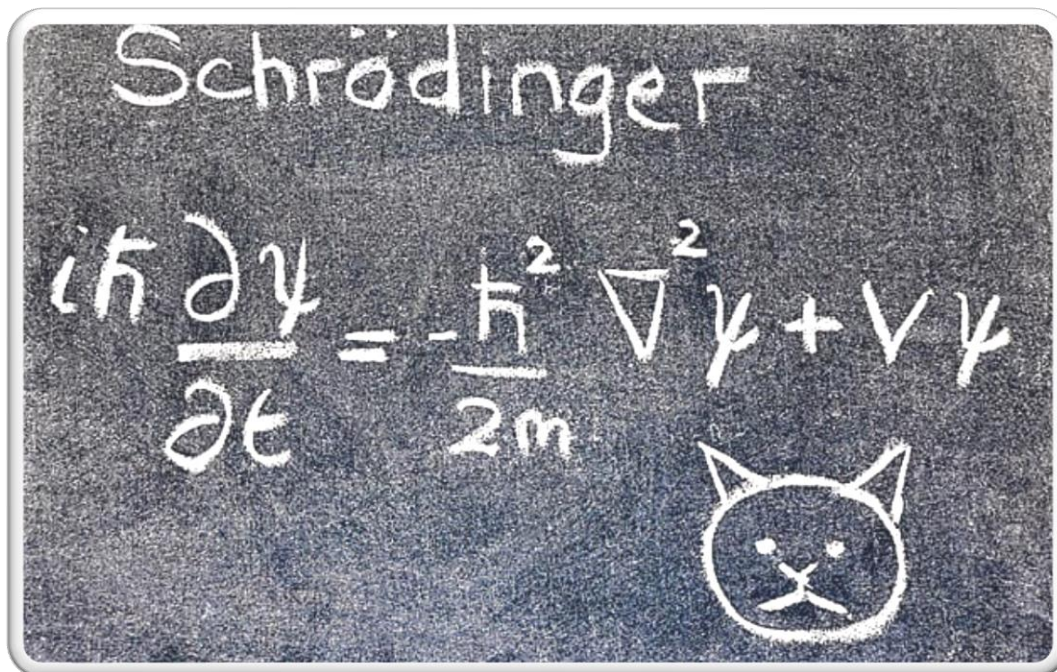 Schrödinger
iħ ∂ψ/∂t = -ħ²/2m ∇²ψ + Vψ